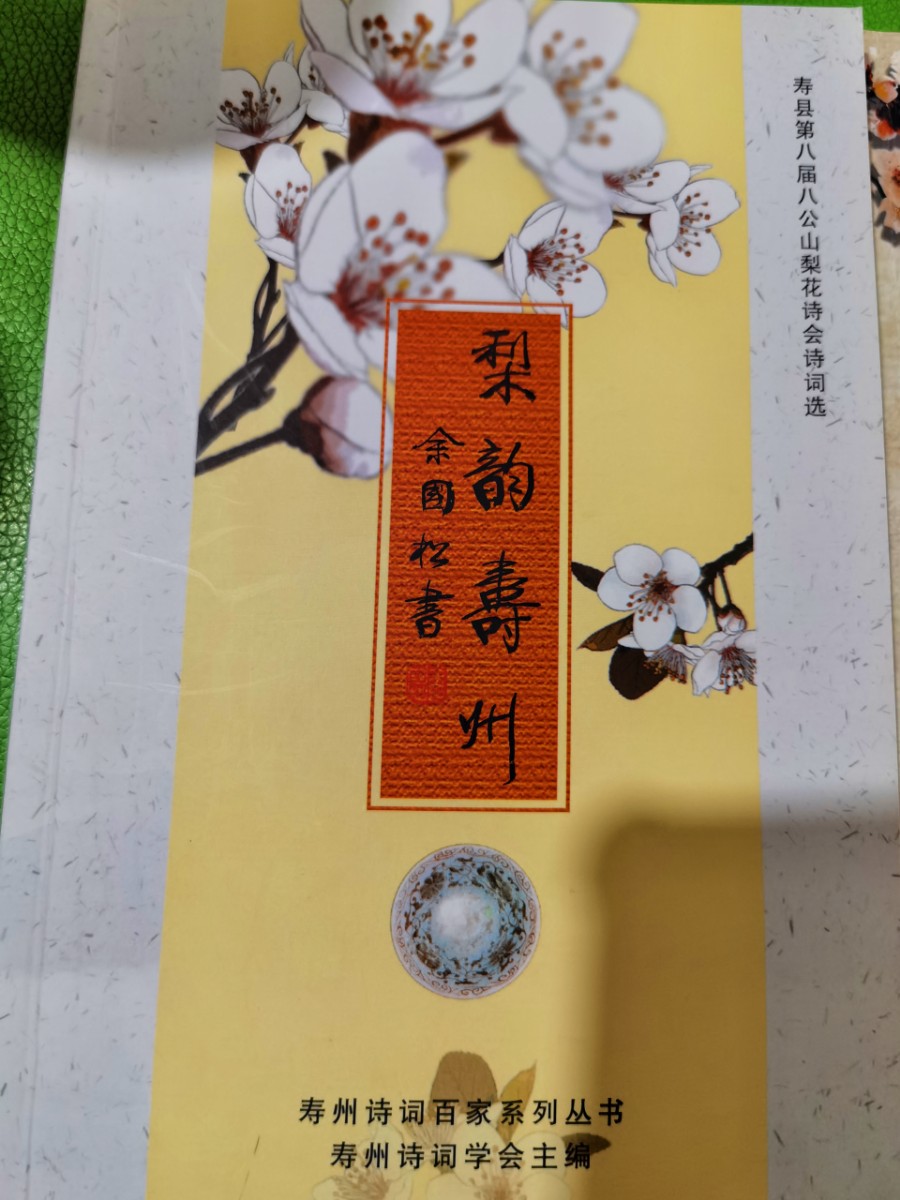 寿县第八届八公山梨花诗会诗词选
梨韵壽州
余國松書
寿州诗词百家系列丛书
寿州诗词学会主编